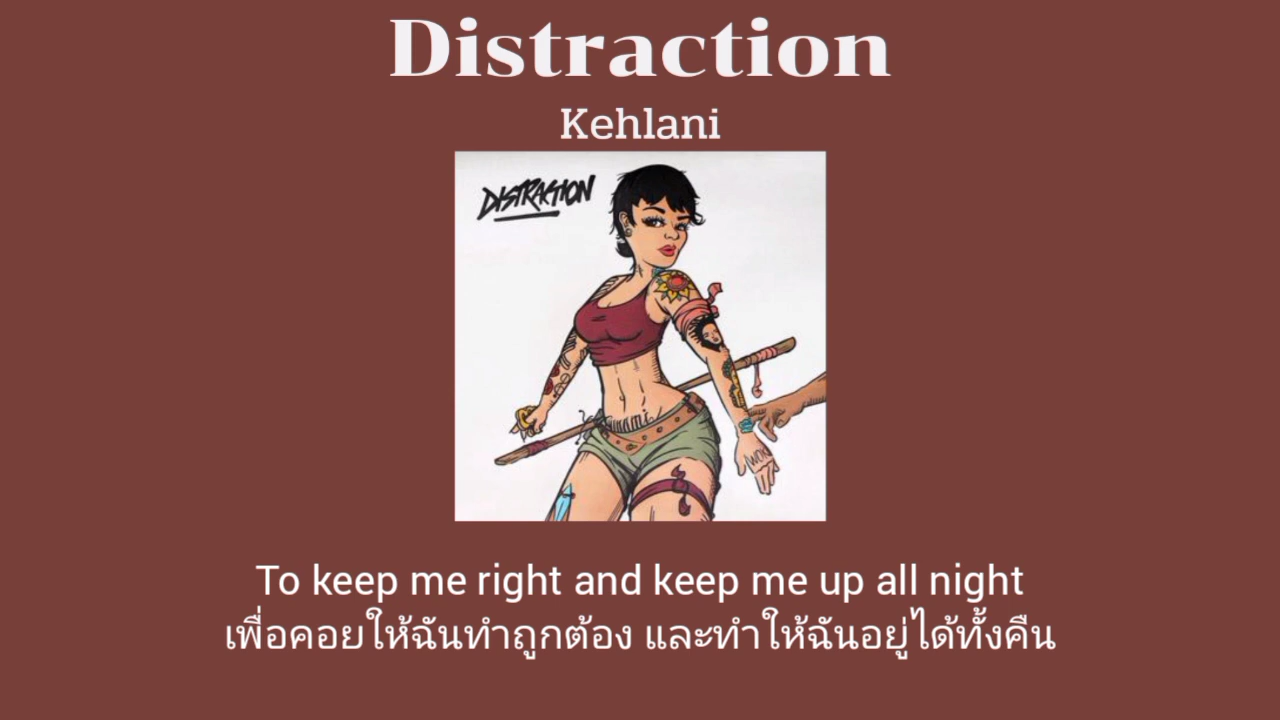 Distraction
Kehlani
DISTRACTION
WOKE
To keep me right and keep me up all night
เพื่อคอยให้ฉันทำถูกต้อง และทำให้ฉันอยู่ได้ทั้งคืน